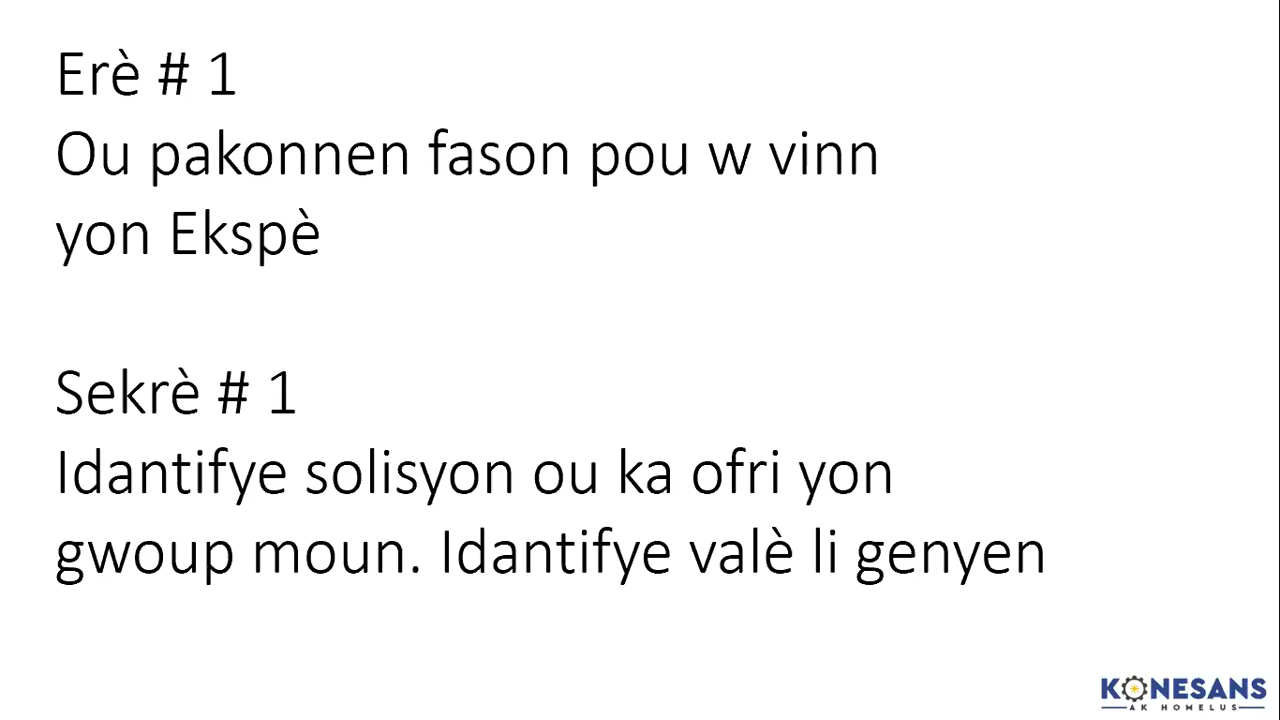 Erè # 1
Ou pakonnen fason pou w vinn
yon Ekspè
Sekrè # 1
Idantifye solisyon ou ka ofri yon
gwoup moun. Idantifye valè li genyen
KONESANS
AK HOMELUS